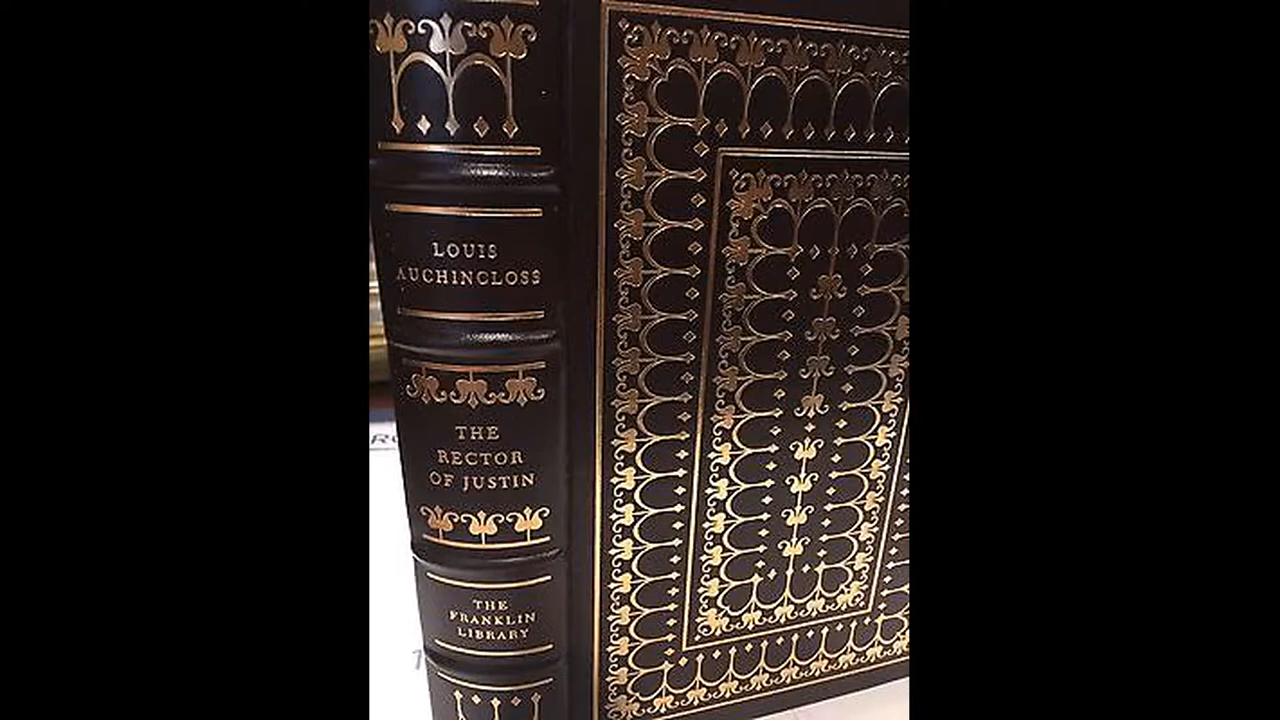 LOUIS
AUCHINCLOSS
THE
RECTOR
OF JUSTIN
THE
FRANKLIN
LIBRARY